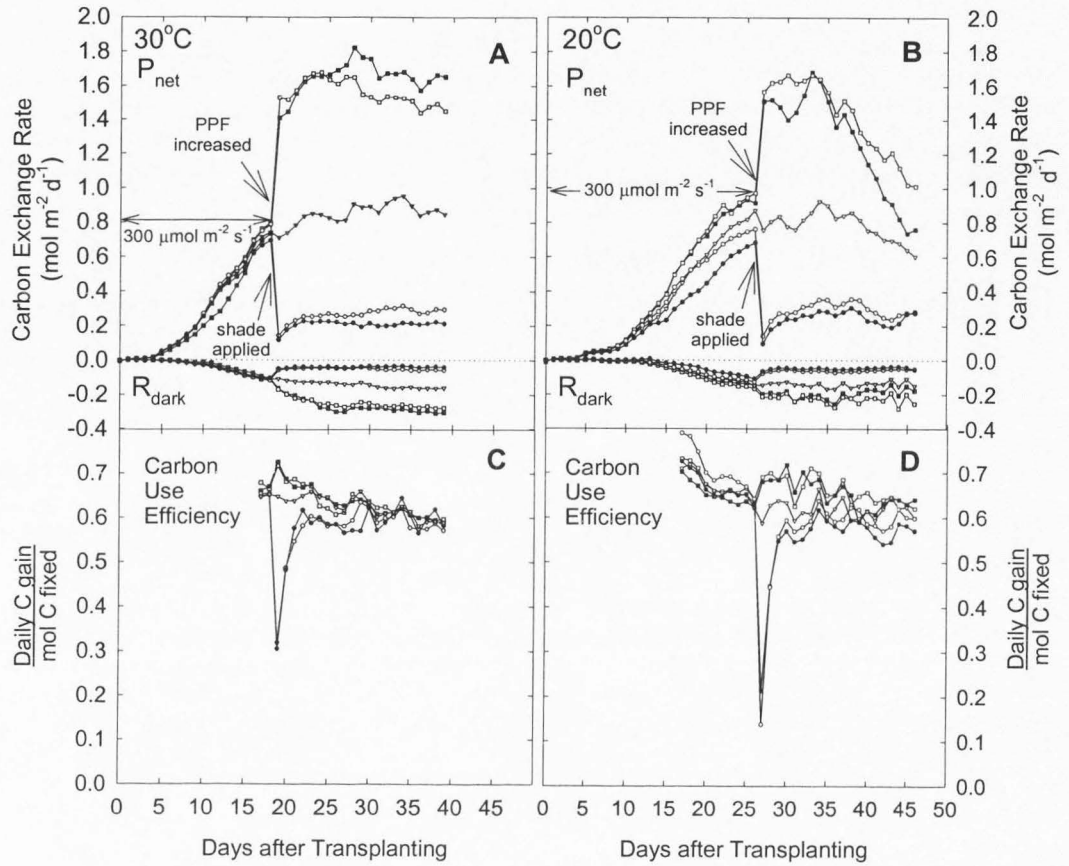 30°C
A
P net
PPF increased
300 μmol m⁻² s⁻¹
shade applied
R dark
Carbon Exchange Rate
(mol m⁻² d⁻¹)
2.0
1.8
1.6
1.4
1.2
1.0
0.8
0.6
0.4
0.2
0.0
-0.2
-0.4
20°C
B
P net
PPF increased
300 μmol m⁻² s⁻¹
shade applied
R dark
2.0
1.8
1.6
1.4
1.2
1.0
0.8
0.6
0.4
0.2
0.0
-0.2
-0.4
Carbon Exchange Rate
(mol m⁻² d⁻¹)
Carbon
Use
Efficiency
C
Daily C gain
mol C fixed
0.7
0.6
0.5
0.4
0.3
0.2
0.1
0.0
0 5 10 15 20 25 30 35 40 45
Days after Transplanting
Carbon
Use
Efficiency
D
0.7
0.6
0.5
0.4
0.3
0.2
0.1
0.0
Daily C gain
mol C fixed
0 5 10 15 20 25 30 35 40 45 50
Days after Transplanting